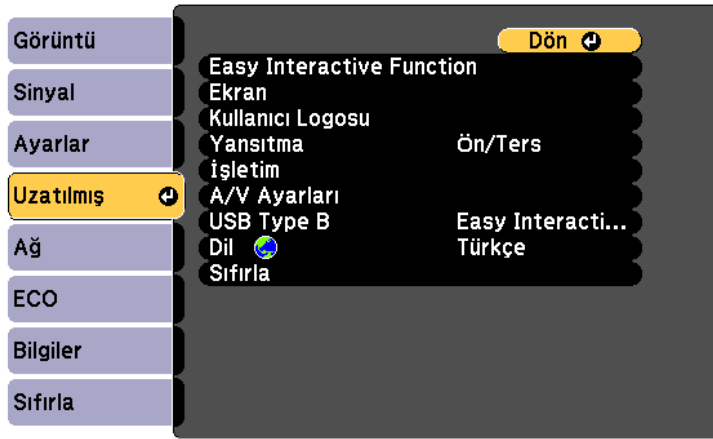 Görüntü
Sinyal
Ayarlar
Uzatılmış
Ağ
ECO
Bilgiler
Sıfırla
Dön
Easy Interactive Function
Ekran
Kullanıcı Logosu
Yansıtma Ön/Ters
İşletim
A/V Ayarları
USB Type B Easy Interacti...
Dil Türkçe
Sıfırla